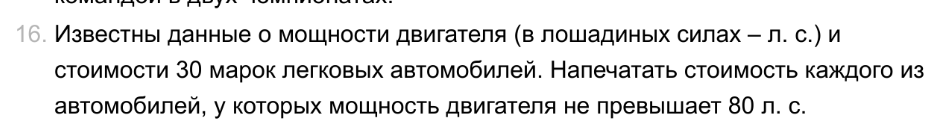 командой в двух чемпионатах.
16. Известны данные о мощности двигателя (в лошадиных силах – л. с.) и
стоимости 30 марок легковых автомобилей. Напечатать стоимость каждого из
автомобилей, у которых мощность двигателя не превышает 80 л. с.